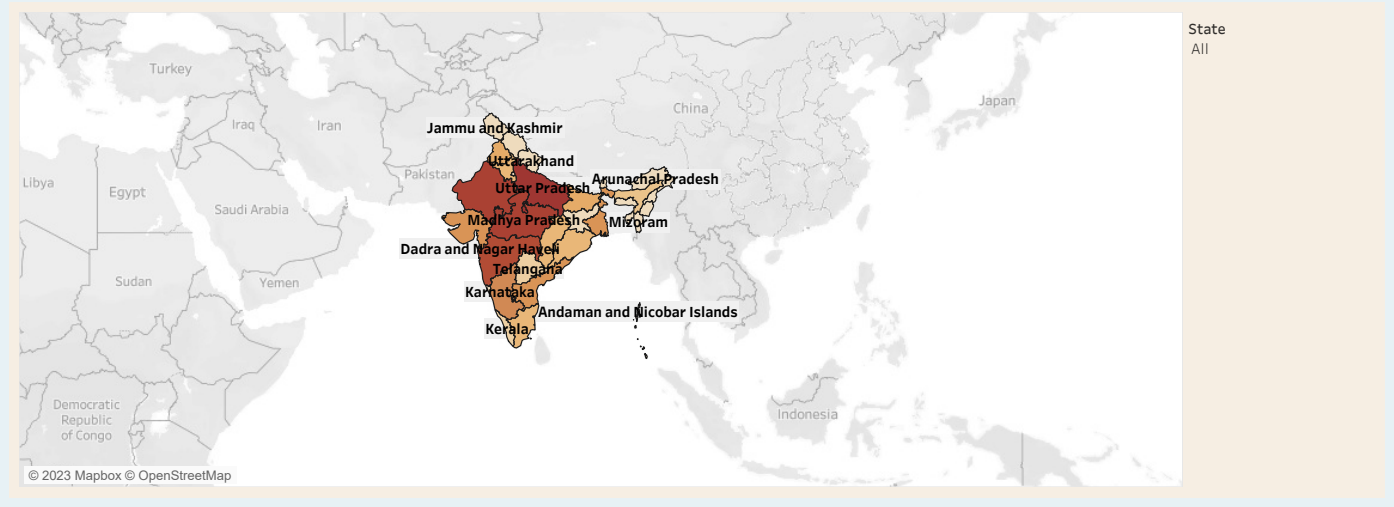 State
All
Turkey
China
Japan
Iraq
Iran
Jammu and Kashmir
Uttarakhand
Pakistan
Arunachal Pradesh
Libya
Egypt
Uttar Pradesh
Saudi Arabia
Madhya Pradesh
Mizoram
Dadra and Nagar Haveli
Telangana
Sudan
Yemen
Karnataka
Andaman and Nicobar Islands
Kerala
Democratic
Republic
of Congo
Indonesia
© 2023 Mapbox © OpenStreetMap